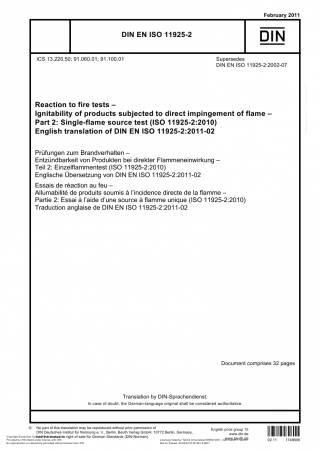 February 2011
DIN EN ISO 11925-2
DIN
ICS 13.220.50; 91.060.01; 91.100.01
Supersedes
DIN EN ISO 11925-2:2002-07
Reaction to fire tests –
Ignitability of products subjected to direct impingement of flame –
Part 2: Single-flame source test (ISO 11925-2:2010)
English translation of DIN EN ISO 11925-2:2011-02
Prüfungen zum Brandverhalten –
Entzündbarkeit von Produkten bei direkter Flammeneinwirkung –
Teil 2: Einzelflammentest (ISO 11925-2:2010)
Englische Übersetzung von DIN EN ISO 11925-2:2011-02
Essais de réaction au feu –
Allumabilité de produits soumis à l'incidence directe de la flamme –
Partie 2: Essai à l'aide d'une source à flamme unique (ISO 11925-2:2010)
Traduction anglaise de DIN EN ISO 11925-2:2011-02
Document comprises 32 pages
Translation by DIN-Sprachendienst.
In case of doubt, the German-language original shall be considered authoritative.
© No part of this translation may be reproduced without prior permission of
DIN Deutsches Institut für Normung e. V., Berlin. Beuth Verlag GmbH, 10772 Berlin, Germany,
right of sale for German Standards (DIN-Normen).
English price group 15
www.din.de
www.beuth.de
02.11